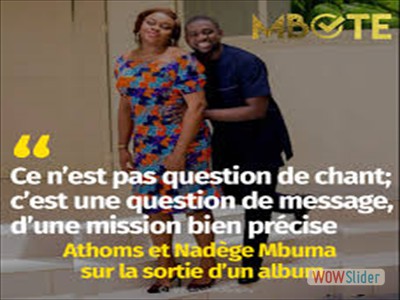 MBOTE
“
Ce n’est pas question de chant;
c’est une question de message,
d’une mission bien précise
Athoms et Nadège Mbuma
sur la sortie d’un album
WOWSlider